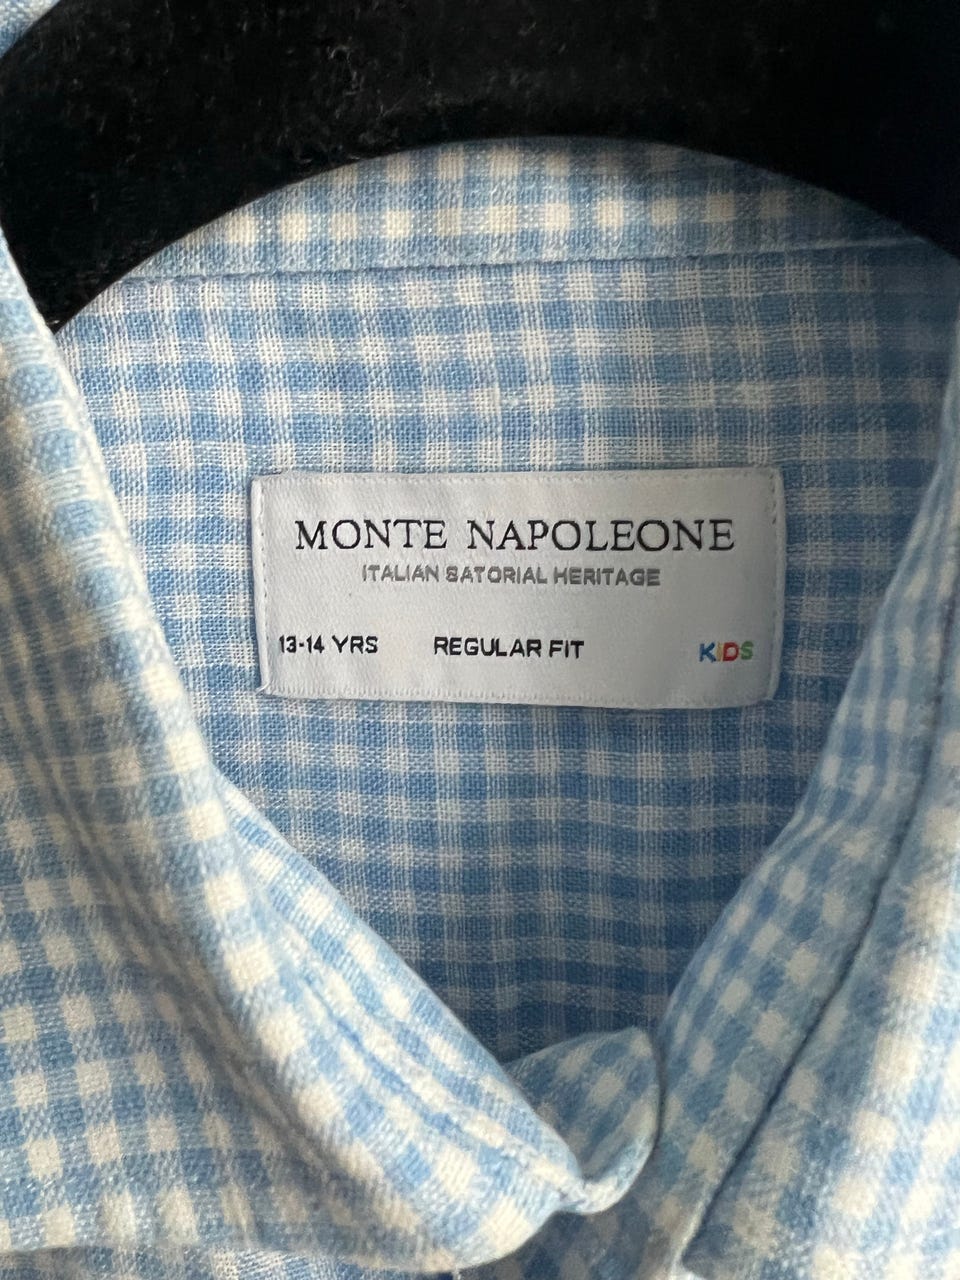 MONTE NAPOLEONE
ITALIAN SATORIAL HERITAGE
13-14 YRS REGULAR FIT KIDS